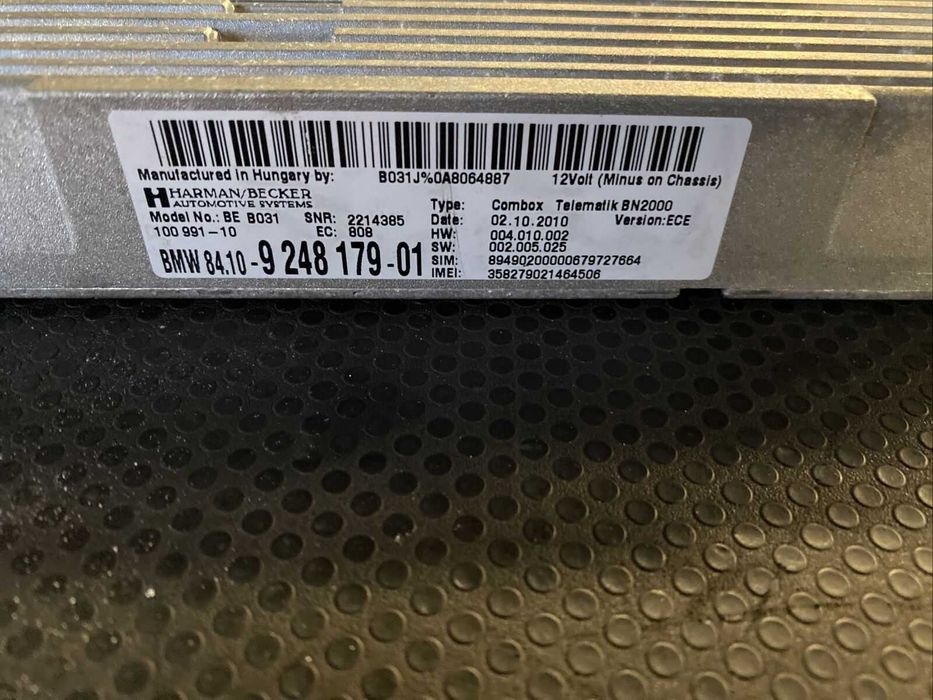 Manufactured in Hungary by: B031J%0A8064887 12Volt (Minus on Chassis)
HARMAN/BECKER
AUTOMOTIVE SYSTEMS
Model No.: BE B031 SNR: 2214385
100 991-10 EC: 808
BMW 84.10-9 248 179-01
Type: Combox Telematik BN2000
Date: 02.10.2010 Version:ECE
HW: 004.010.002
SW: 002.005.025
SIM: 89490200000679727664
IMEI: 358279021464506